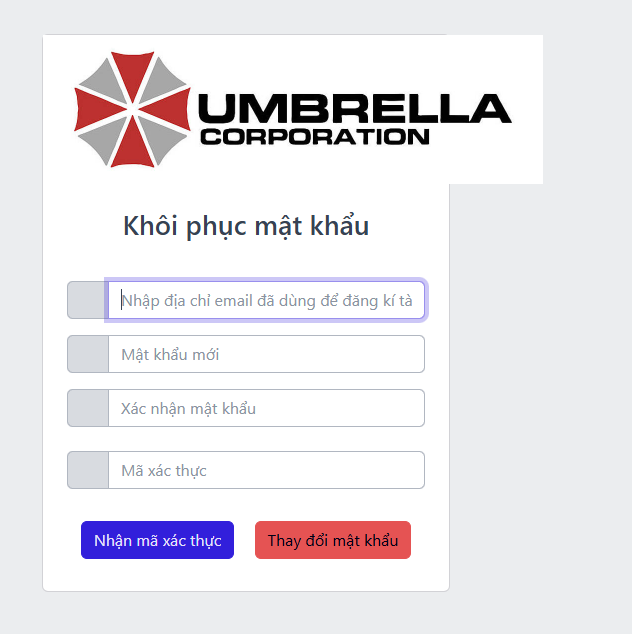 UMBRELLA
CORPORATION
Khôi phục mật khẩu
Nhập địa chỉ email đã dùng để đăng kí tà
Mật khẩu mới
Xác nhận mật khẩu
Mã xác thực
Nhận mã xác thực
Thay đổi mật khẩu